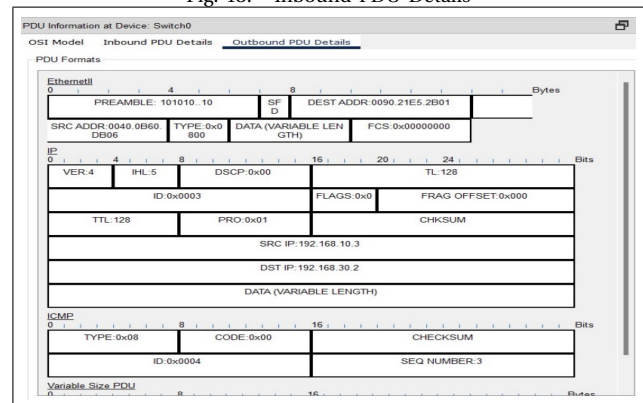 Fig. 13. Inbound PDU Details
PDU Information at Device: Switch0
OSI Model Inbound PDU Details Outbound PDU Details
PDU Formats
EthernetII
0 4 8 Bytes
PREAMBLE: 101010..10 SF D DEST ADDR:0090.21E5.2B01
SRC ADDR:0040.0B60. DB06 TYPE:0x0 800 DATA (VARIABLE LEN GTH) FCS:0x00000000
IP
0 4 8 16 20 24 Bits
VER:4 IHL:5 DSCP:0x00 TL:128
ID:0x0003 FLAGS:0x0 FRAG OFFSET:0x000
TTL:128 PRO:0x01 CHKSUM
SRC IP:192.168.10.3
DST IP:192.168.30.2
DATA (VARIABLE LENGTH)
ICMP
0 8 16 Bits
TYPE:0x08 CODE:0x00 CHECKSUM
ID:0x0004 SEQ NUMBER:3
Variable Size PDU
0 8 16 Bytes